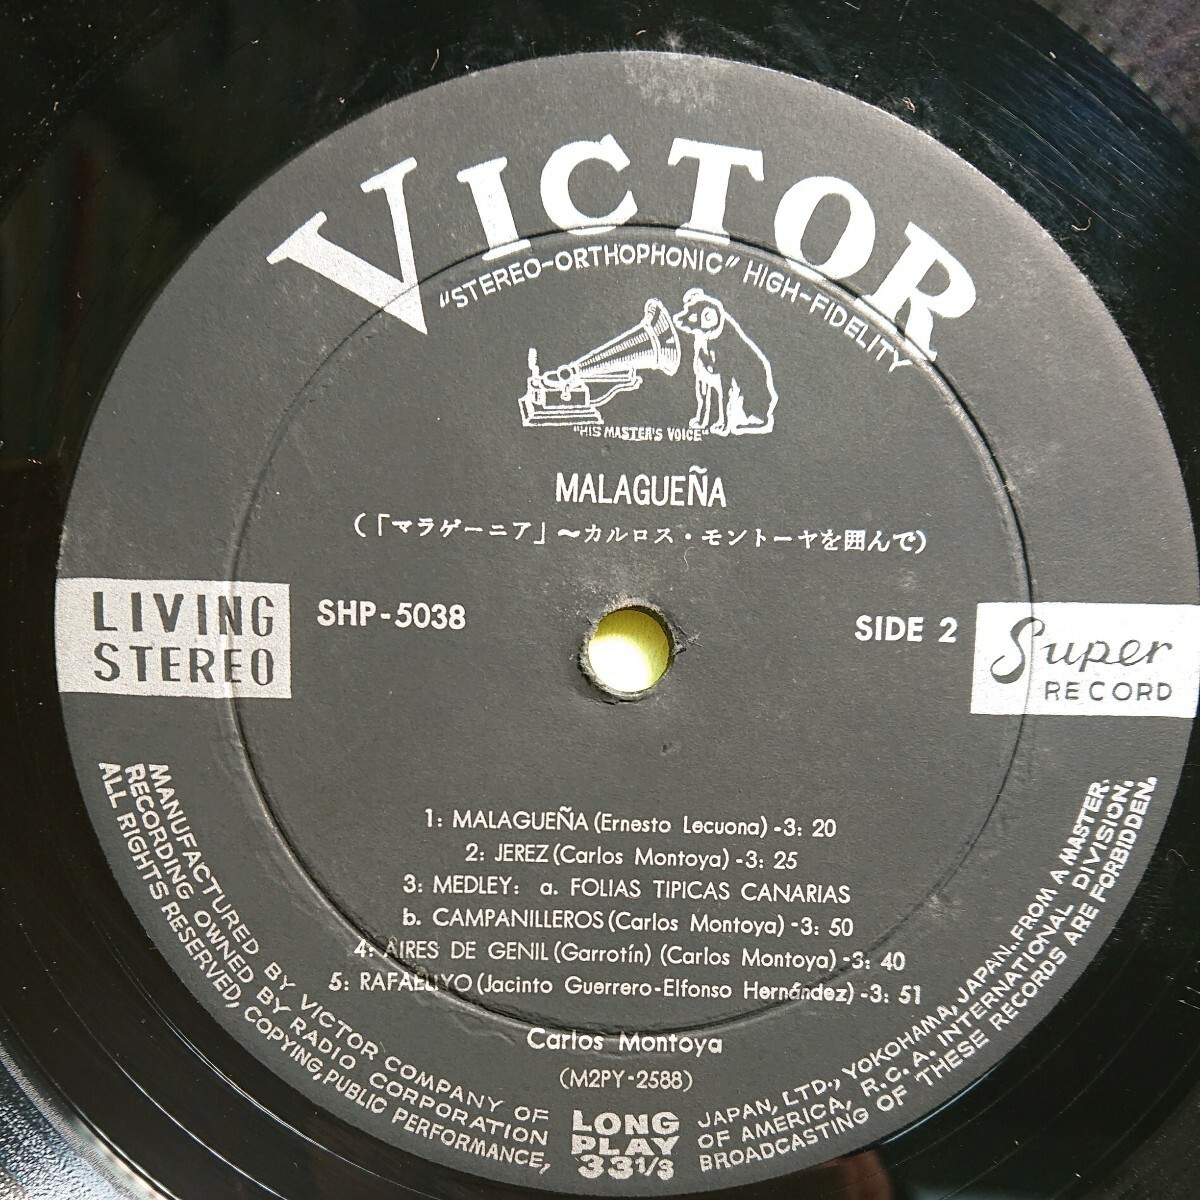 VICTOR
"STEREO-ORTHOPHONIC" HIGH-FIDELITY
"HIS MASTER'S VOICE"
MALAGUEÑA
(「マラゲーニア」~カルロス・モントーヤを囲んで)
LIVING
STEREO
SHP-5038
SIDE 2
Super
RECORD
1: MALAGUEÑA (Ernesto Lecuona) -3: 20
2: JEREZ (Carlos Montoya) -3: 25
3: MEDLEY: a. FOLIAS TIPICAS CANARIAS
b. CAMPANILLEROS (Carlos Montoya) -3: 50
4: AIRES DE GENIL (Garrotín) (Carlos Montoya) -3: 40
5: RAFAELIYO (Jacinto Guerrero-Elfonso Hernández) -3: 51
Carlos Montoya
(M2PY-2588)
LONG
PLAY
33 1/3
MANUFACTURED BY VICTOR COMPANY OF JAPAN, LTD., YOKOHAMA, JAPAN. FROM A MASTER.
RECORDING OWNED BY RADIO CORPORATION OF AMERICA, R.C.A. INTERNATIONAL DIVISION.
ALL RIGHTS RESERVED, COPYING, PUBLIC PERFORMANCE, BROADCASTING OF THESE RECORDS ARE FORBIDDEN.